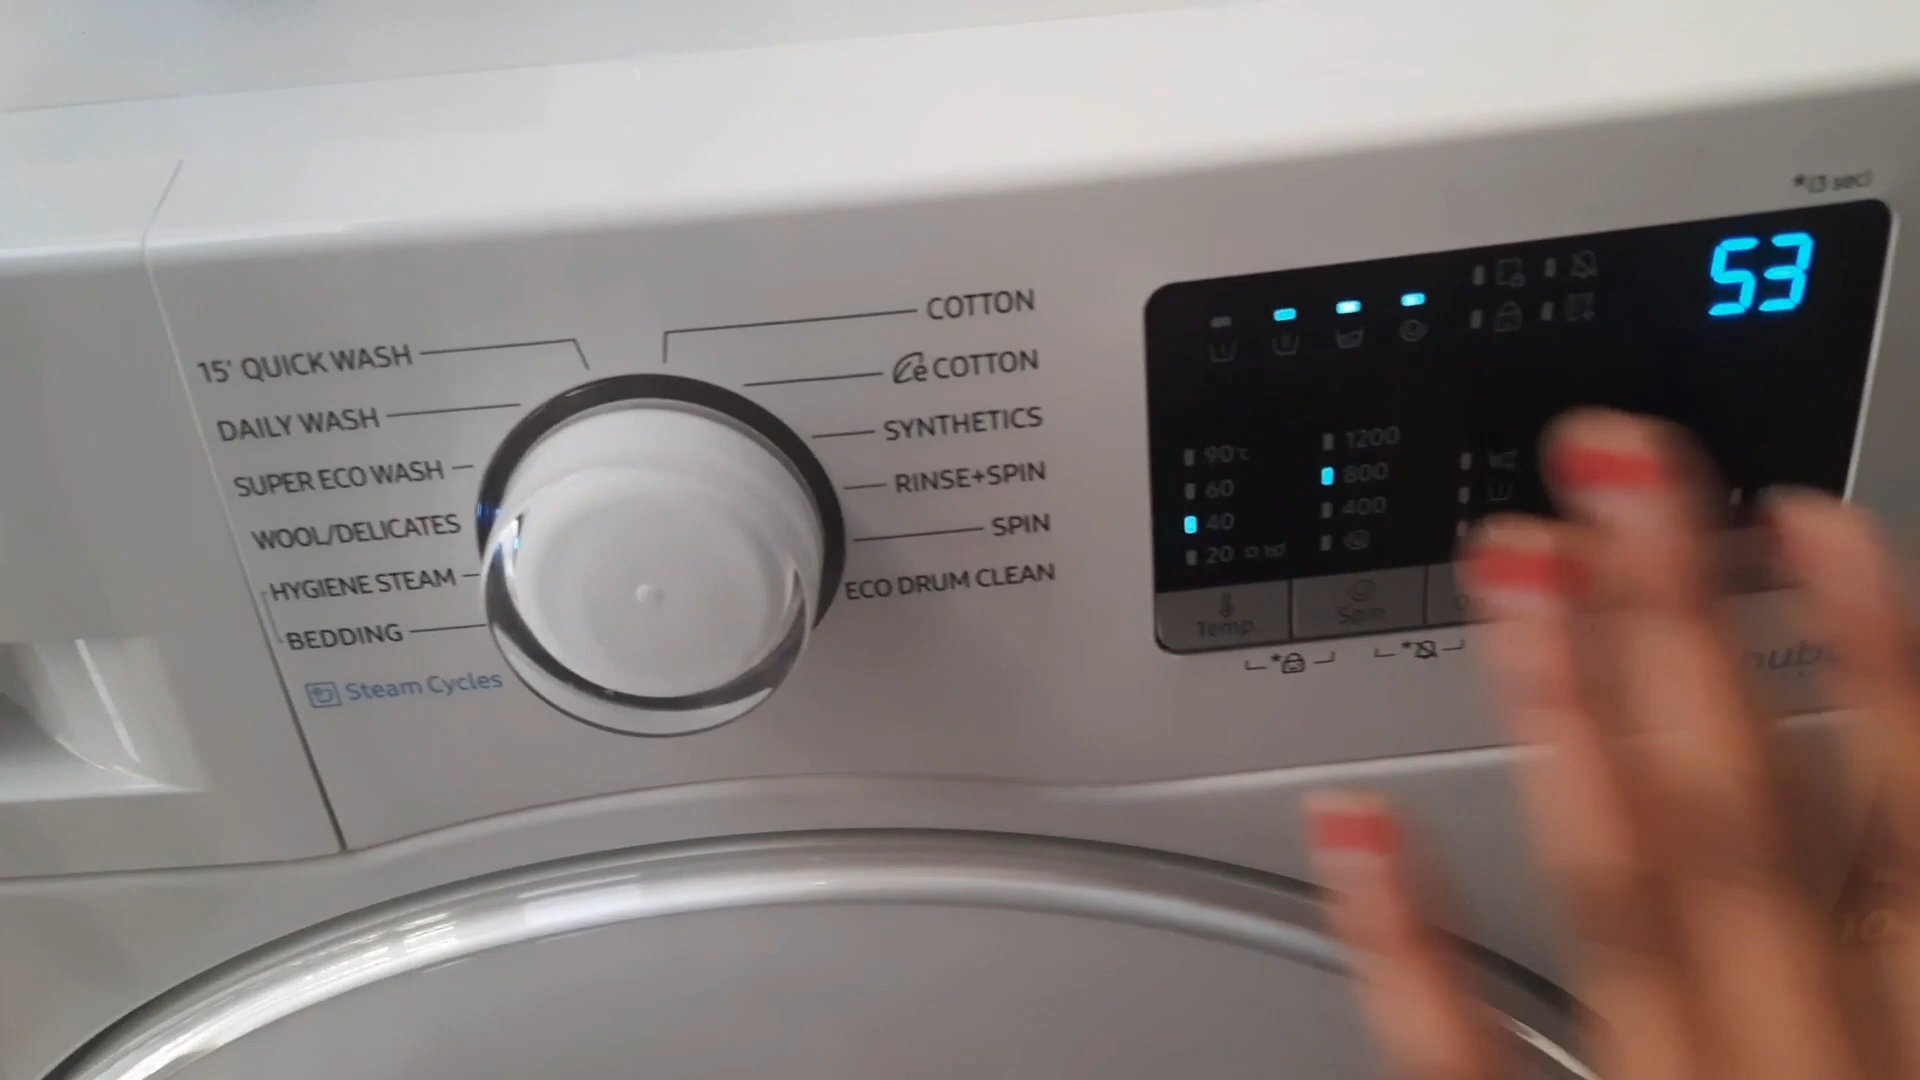 *(3 sec)
53
COTTON
15' QUICK WASH
COTTON
DAILY WASH
SYNTHETICS
SUPER ECO WASH
RINSE+SPIN
WOOL/DELICATES
SPIN
HYGIENE STEAM
ECO DRUM CLEAN
BEDDING
Steam Cycles
90℃
60
40
20
1200
800
400
Temp.
Spin